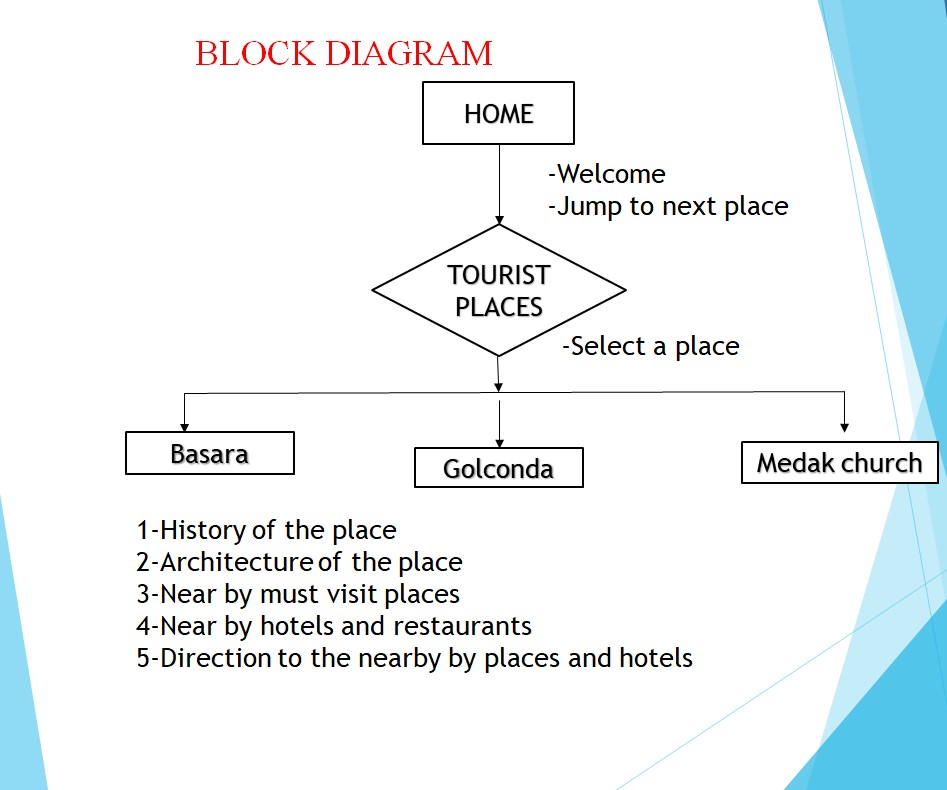 BLOCK DIAGRAM
HOME
-Welcome
-Jump to next place
TOURIST
PLACES
-Select a place
Basara
Golconda
Medak church
1-History of the place
2-Architecture of the place
3-Near by must visit places
4-Near by hotels and restaurants
5-Direction to the nearby by places and hotels